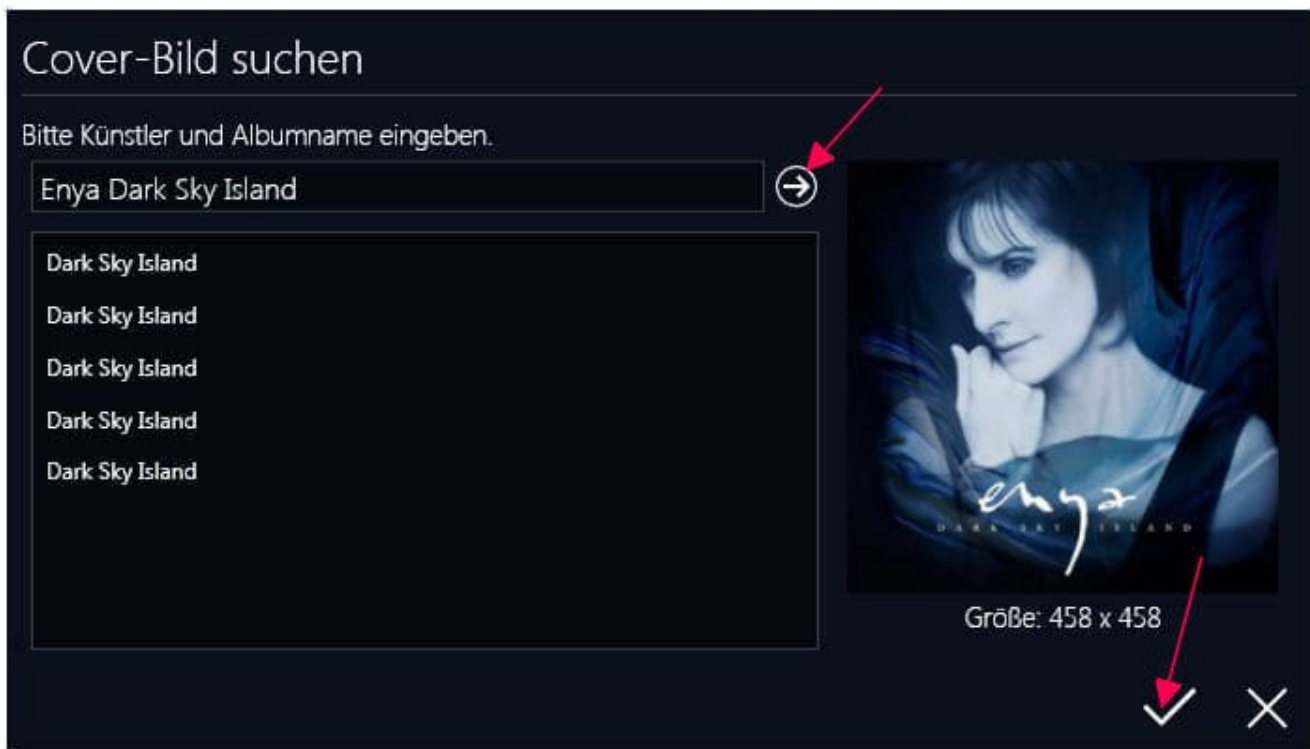 Cover-Bild suchen
Bitte Künstler und Albumname eingeben.
Enya Dark Sky Island
Dark Sky Island
Dark Sky Island
Dark Sky Island
Dark Sky Island
Dark Sky Island
enya
DARK SKY ISLAND
Größe: 458 x 458